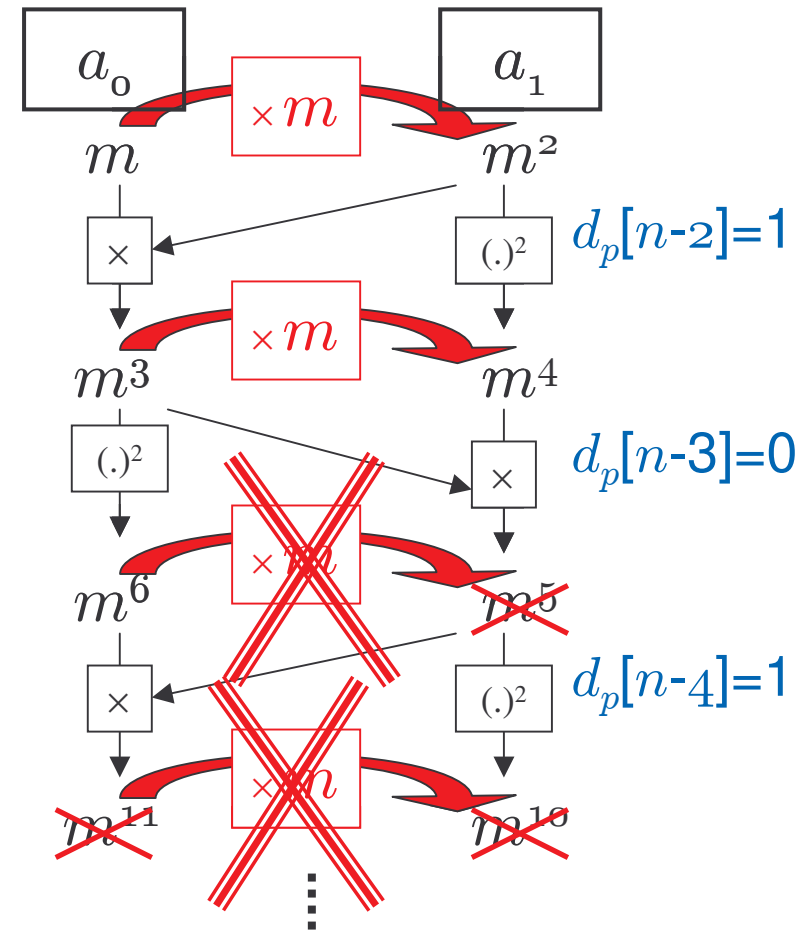 a₀ × m a₁
m m²
× (.)² dₚ[n-2]=1
× m
m³ m⁴
(.)² × dₚ[n-3]=0
× m
m⁶ m⁵
× (.)² dₚ[n-4]=1
× m
m¹¹ m¹⁰